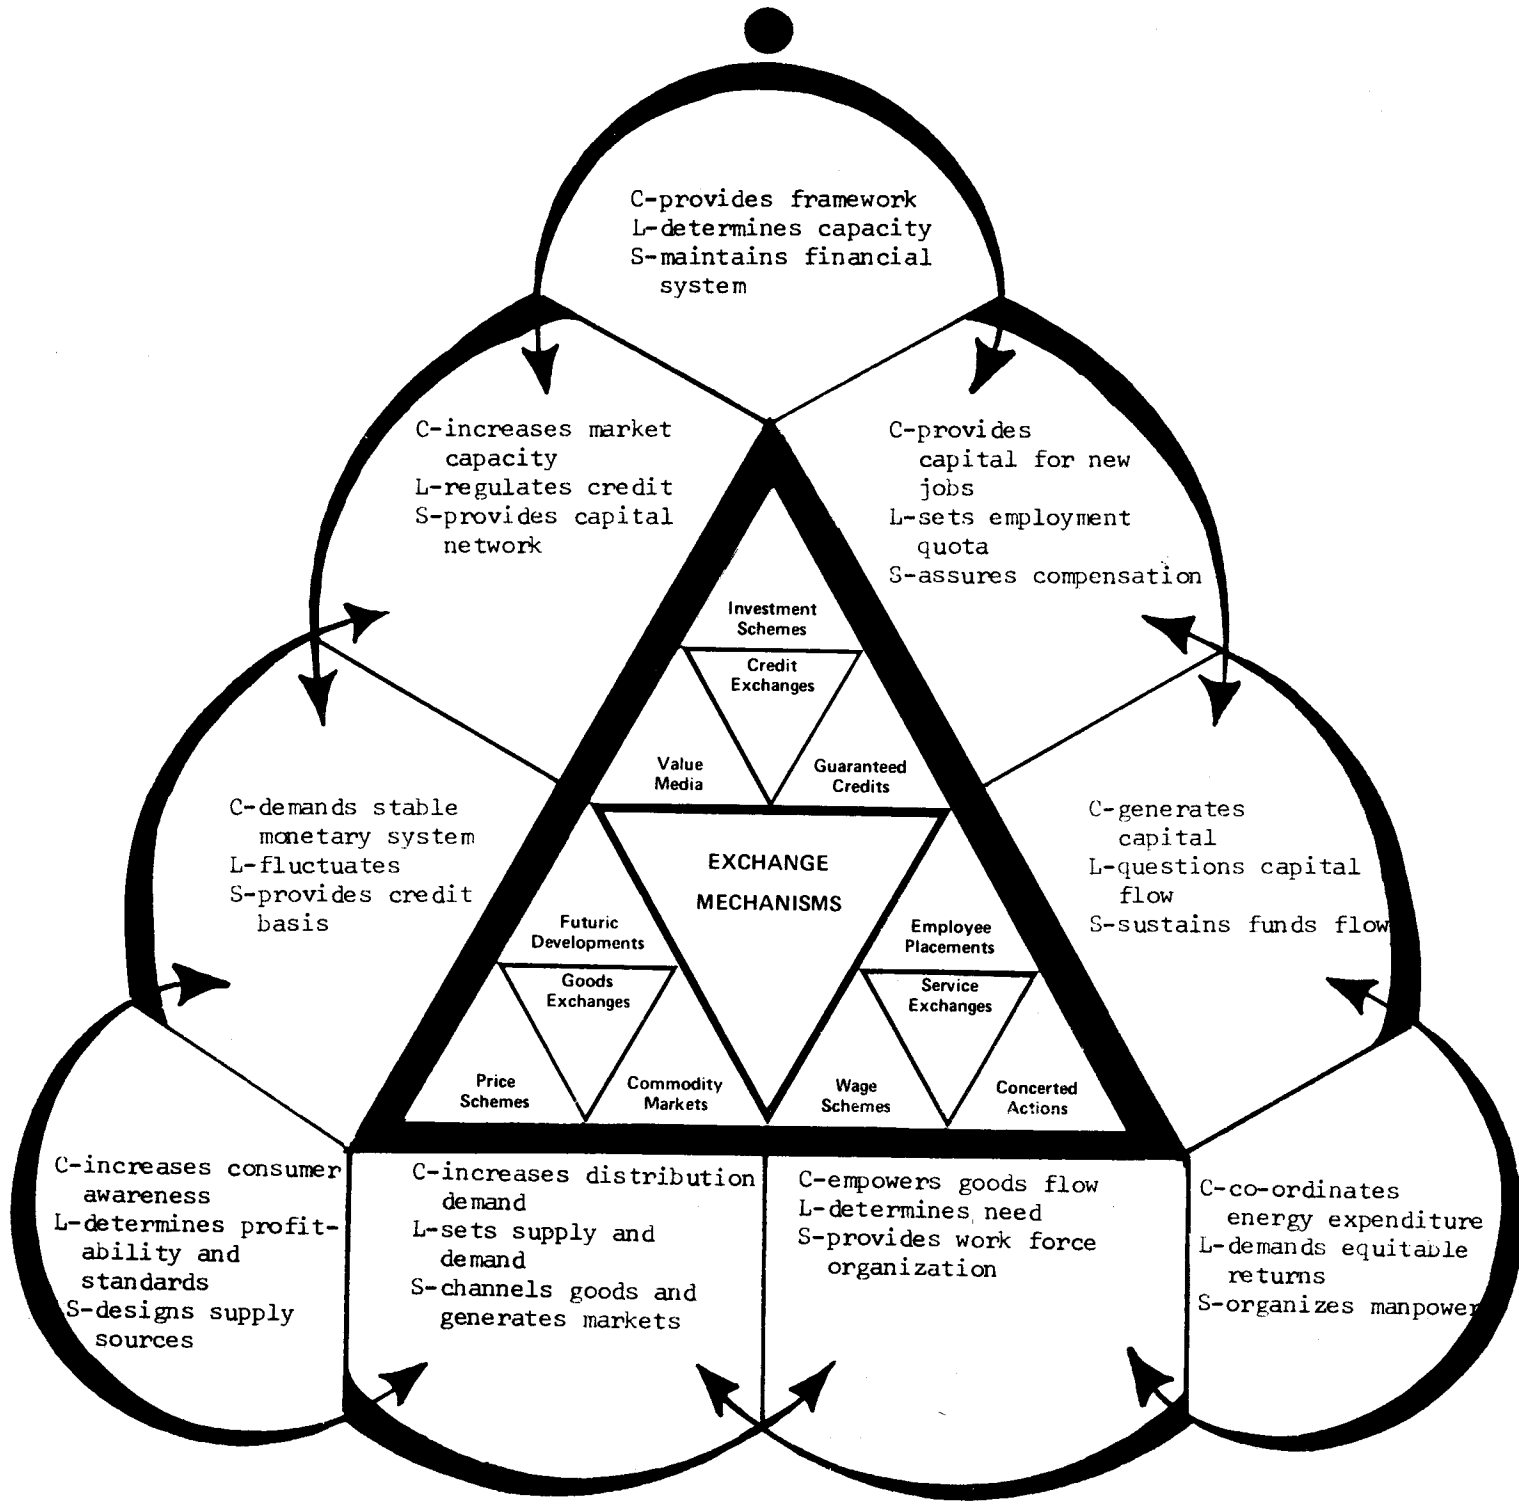 C-provides framework
L-determines capacity
S-maintains financial
system
C-increases market
capacity
L-regulates credit
S-provides capital
network
C-provides
capital for new
jobs
L-sets employment
quota
S-assures compensation
Investment
Schemes
Credit
Exchanges
Value
Media
Guaranteed
Credits
C-demands stable
monetary system
L-fluctuates
S-provides credit
basis
EXCHANGE
MECHANISMS
C-generates
capital
L-questions capital
flow
S-sustains funds flow
Futuric
Developments
Goods
Exchanges
Price
Schemes
Commodity
Markets
Employee
Placements
Service
Exchanges
Wage
Schemes
Concerted
Actions
C-increases consumer
awareness
L-determines profit-
ability and
standards
S-designs supply
sources
C-increases distribution
demand
L-sets supply and
demand
S-channels goods and
generates markets
C-empowers goods flow
L-determines need
S-provides work force
organization
C-co-ordinates
energy expenditure
L-demands equitable
returns
S-organizes manpower